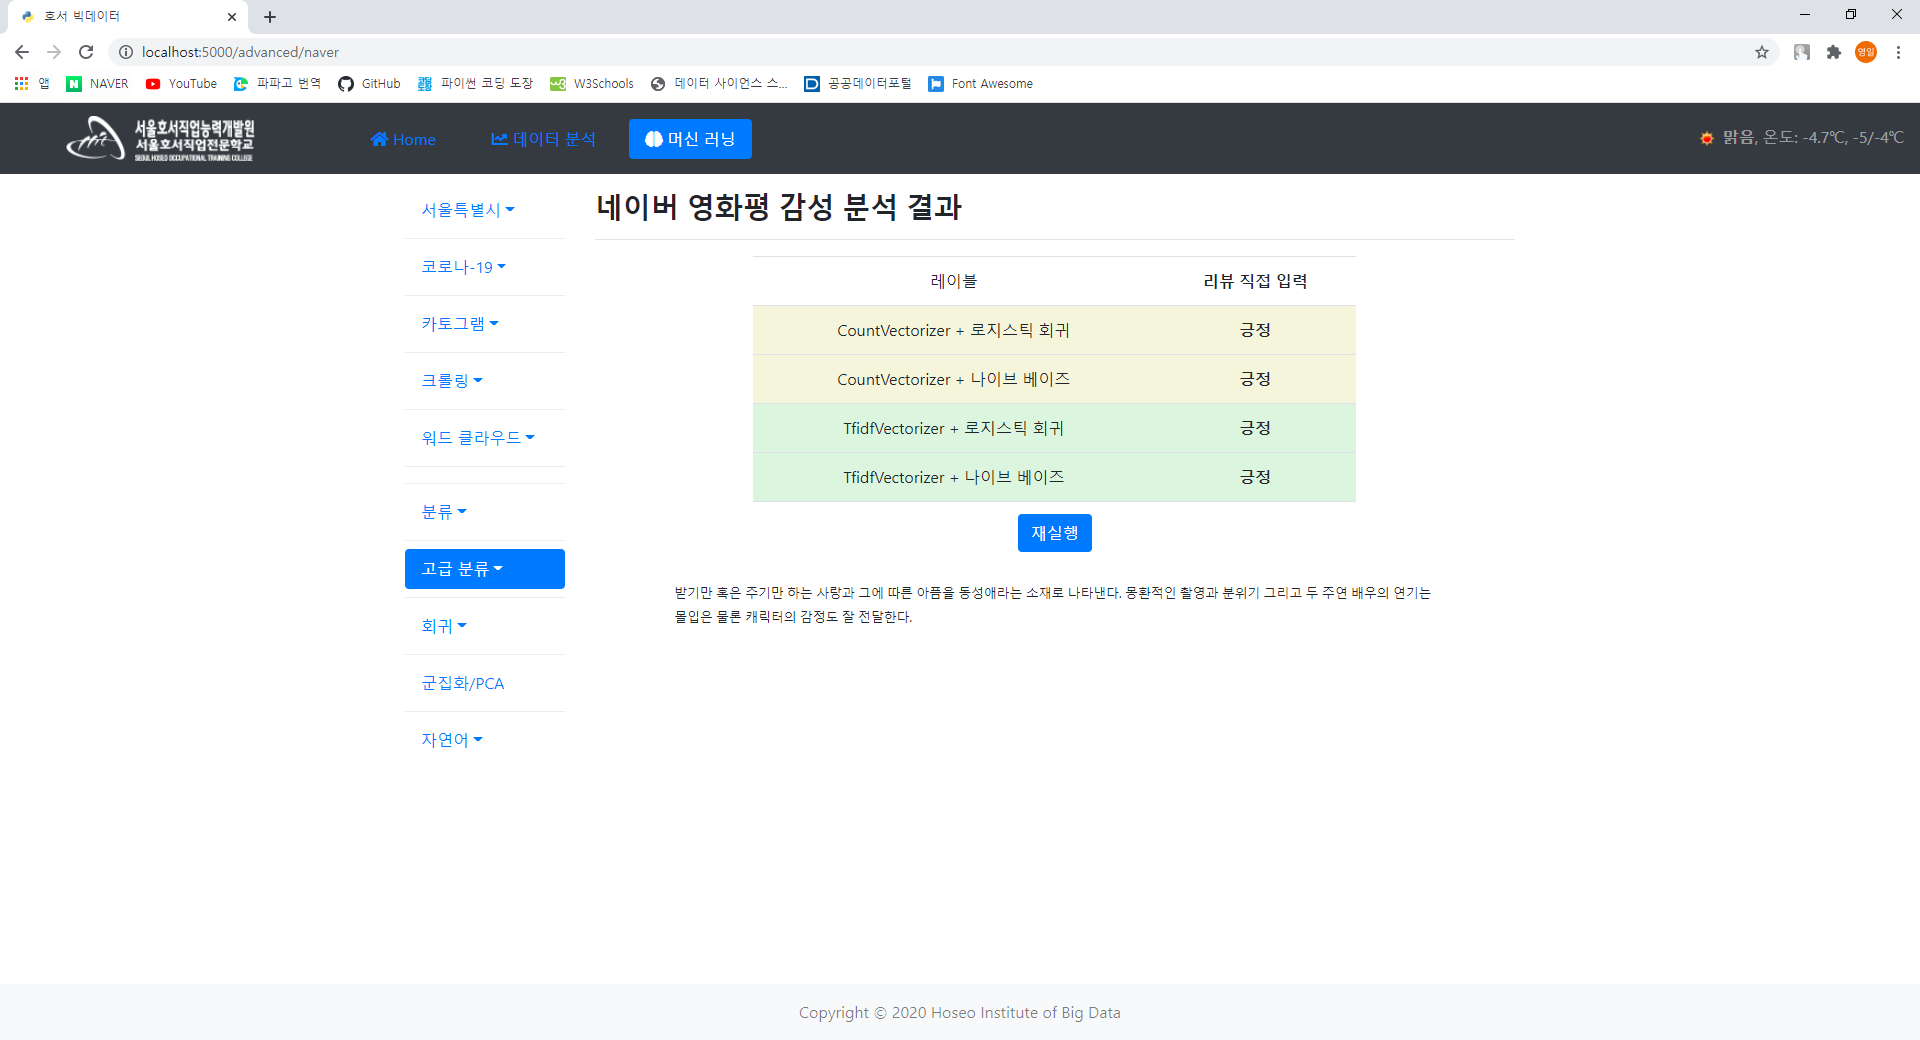 호서 빅데이터
localhost:5000/advanced/naver
영일
앱 NAVER YouTube 파파고 번역 GitHub 파이썬 코딩 도장 W3Schools 데이터 사이언스 스... 공공데이터포털 Font Awesome
서울호서직업능력개발원
서울호서직업전문학교
SEOUL HOSEO OCCUPATIONAL TRAINING COLLEGE
Home 데이터 분석 머신 러닝
맑음, 온도: -4.7℃, -5/-4℃
서울특별시
코로나-19
카토그램
크롤링
워드 클라우드
분류
고급 분류
회귀
군집화/PCA
자연어
네이버 영화평 감성 분석 결과
레이블 리뷰 직접 입력
CountVectorizer + 로지스틱 회귀 긍정
CountVectorizer + 나이브 베이즈 긍정
TfidfVectorizer + 로지스틱 회귀 긍정
TfidfVectorizer + 나이브 베이즈 긍정
재실행
받기만 혹은 주기만 하는 사랑과 그에 따른 아픔을 동성애라는 소재로 나타낸다. 몽환적인 촬영과 분위기 그리고 두 주연 배우의 연기는
몰입은 물론 캐릭터의 감정도 잘 전달한다.
Copyright © 2020 Hoseo Institute of Big Data